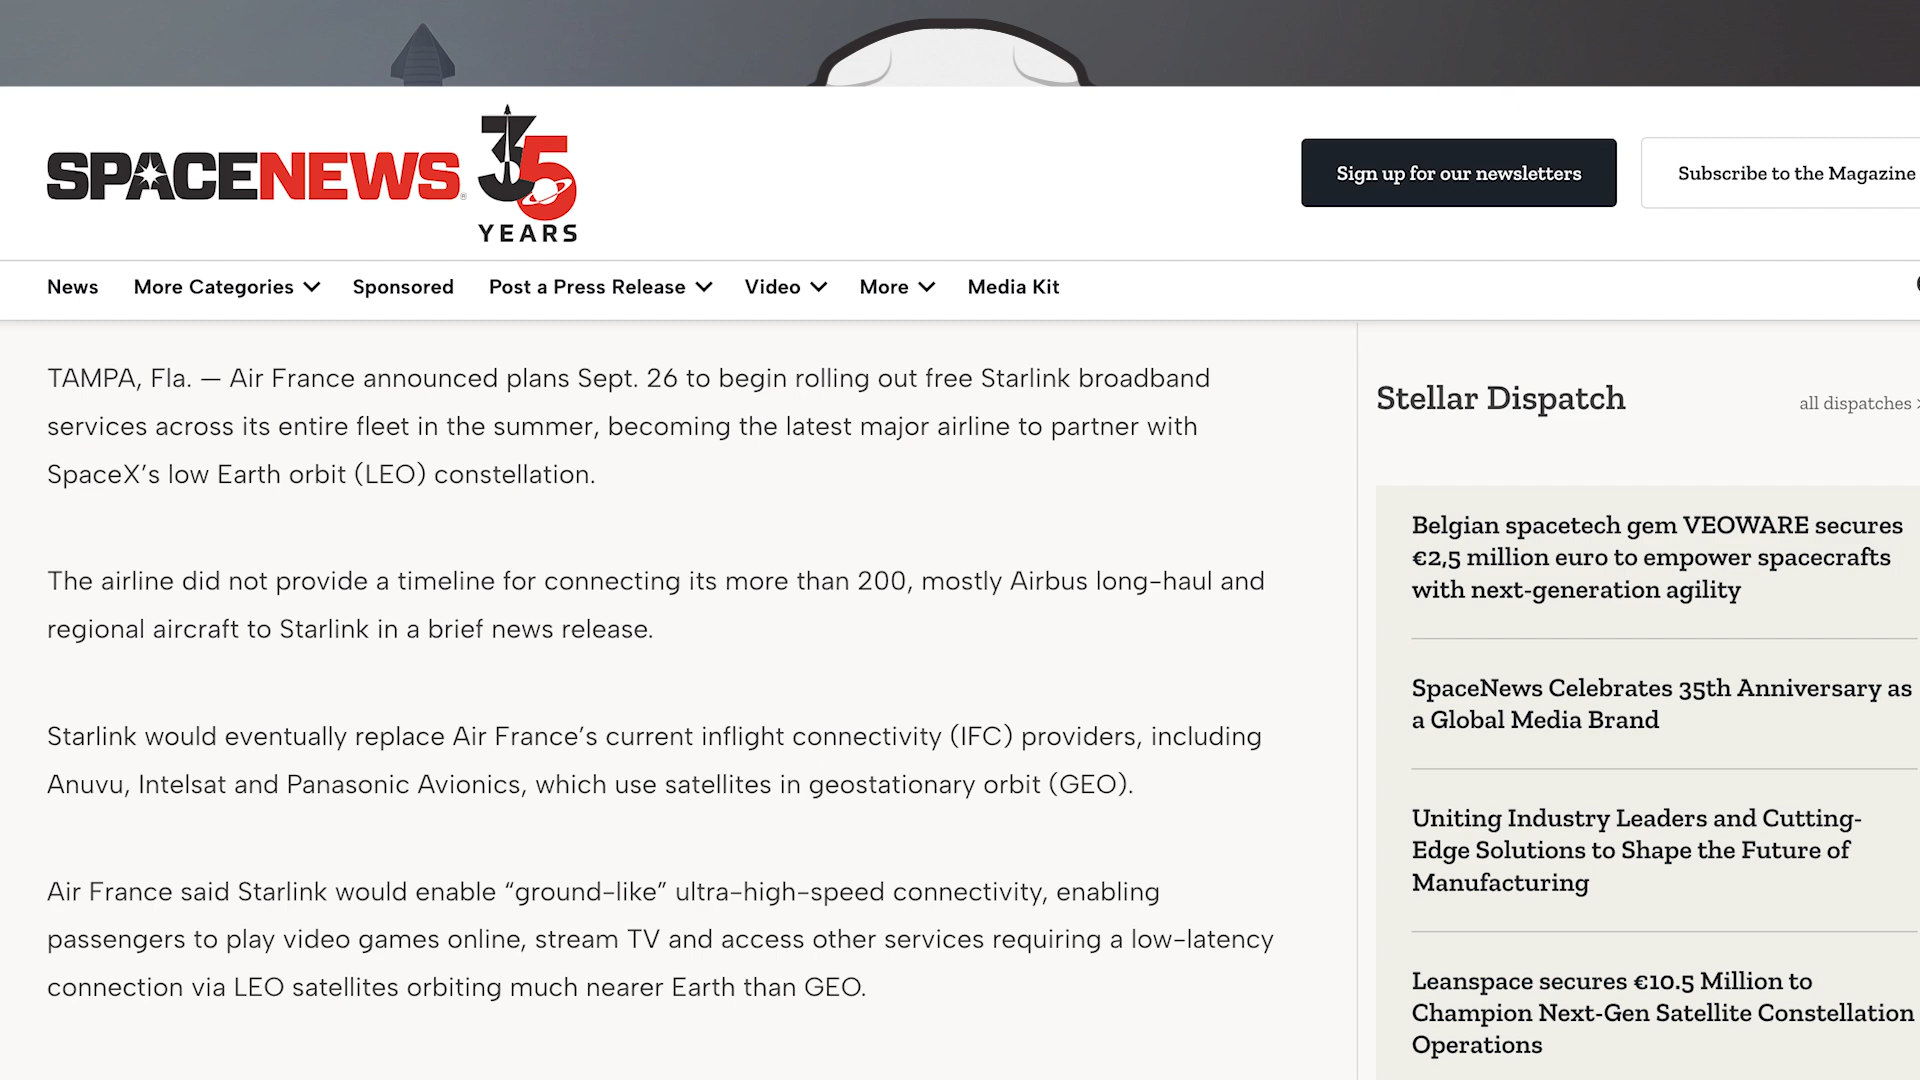 SPACENEWS®
35
YEARS
Sign up for our newsletters
Subscribe to the Magazine
News
More Categories
Sponsored
Post a Press Release
Video
More
Media Kit
TAMPA, Fla. — Air France announced plans Sept. 26 to begin rolling out free Starlink broadband
services across its entire fleet in the summer, becoming the latest major airline to partner with
SpaceX’s low Earth orbit (LEO) constellation.
The airline did not provide a timeline for connecting its more than 200, mostly Airbus long-haul and
regional aircraft to Starlink in a brief news release.
Starlink would eventually replace Air France’s current inflight connectivity (IFC) providers, including
Anuvu, Intelsat and Panasonic Avionics, which use satellites in geostationary orbit (GEO).
Air France said Starlink would enable “ground-like” ultra-high-speed connectivity, enabling
passengers to play video games online, stream TV and access other services requiring a low-latency
connection via LEO satellites orbiting much nearer Earth than GEO.
Stellar Dispatch
all dispatches
Belgian spacetech gem VEOWARE secures
€2,5 million euro to empower spacecrafts
with next-generation agility
SpaceNews Celebrates 35th Anniversary as
a Global Media Brand
Uniting Industry Leaders and Cutting-
Edge Solutions to Shape the Future of
Manufacturing
Leanspace secures €10.5 Million to
Champion Next-Gen Satellite Constellation
Operations